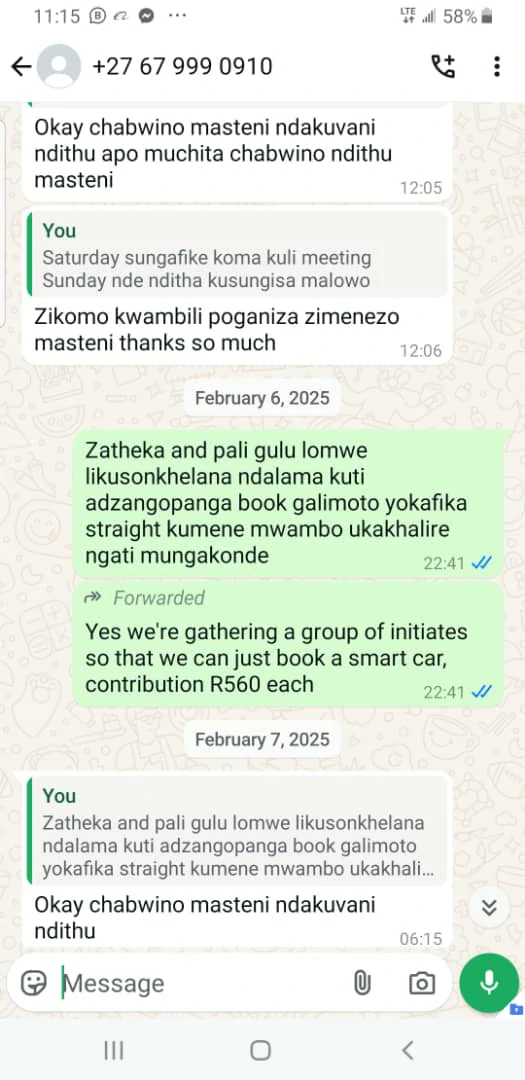 11:15
LTE
58%
+27 67 999 0910
Okay chabwino masteni ndakuvani
ndithu apo muchita chabwino ndithu
masteni
12:05
You
Saturday sungafike koma kuli meeting
Sunday nde nditha kusungisa malowo
Zikomo kwambili poganiza zimenezo
masteni thanks so much
12:06
February 6, 2025
Zatheka and pali gulu lomwe
likusonkhelana ndalama kuti
adzangopanga book galimoto yokafika
straight kumene mwambo ukakhalire
ngati mungakonde
22:41
Forwarded
Yes we're gathering a group of initiates
so that we can just book a smart car,
contribution R560 each
22:41
February 7, 2025
You
Zatheka and pali gulu lomwe likusonkhelana
ndalama kuti adzangopanga book galimoto
yokafika straight kumene mwambo ukakhali...
Okay chabwino masteni ndakuvani
ndithu
06:15
Message